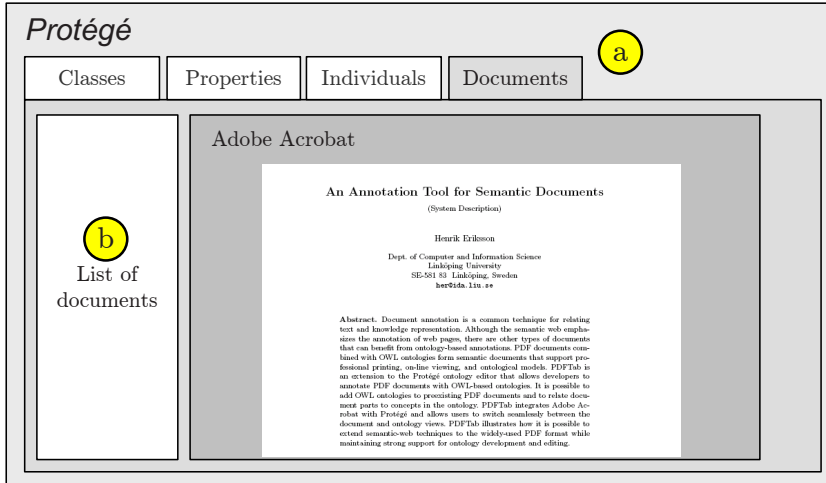 Protégé
a
Classes Properties Individuals Documents
Adobe Acrobat
b
List of
documents
An Annotation Tool for Semantic Documents
(System Description)
Henrik Eriksson
Dept. of Computer and Information Science
Linköping University
SE-581 83 Linköping, Sweden
her@ida.liu.se
Abstract. Document annotation is a common technique for relating
text and knowledge representation. Although the semantic web empha-
sizes the annotation of web pages, there are other types of documents
that can benefit from ontology-based annotations. PDF documents com-
bined with OWL ontologies form semantic documents that support pro-
fessional printing, on-line viewing, and ontological models. PDFTab is
an extension to the Protégé ontology editor that allows developers to
annotate PDF documents with OWL-based ontologies. It is possible to
add OWL ontologies to preexisting PDF documents and to relate docu-
ment parts to concepts in the ontology. PDFTab integrates Adobe Ac-
robat with Protégé and allows users to switch seamlessly between the
document and ontology views. PDFTab illustrates how it is possible to
extend semantic-web techniques to the widely-used PDF format while
maintaining strong support for ontology development and editing.